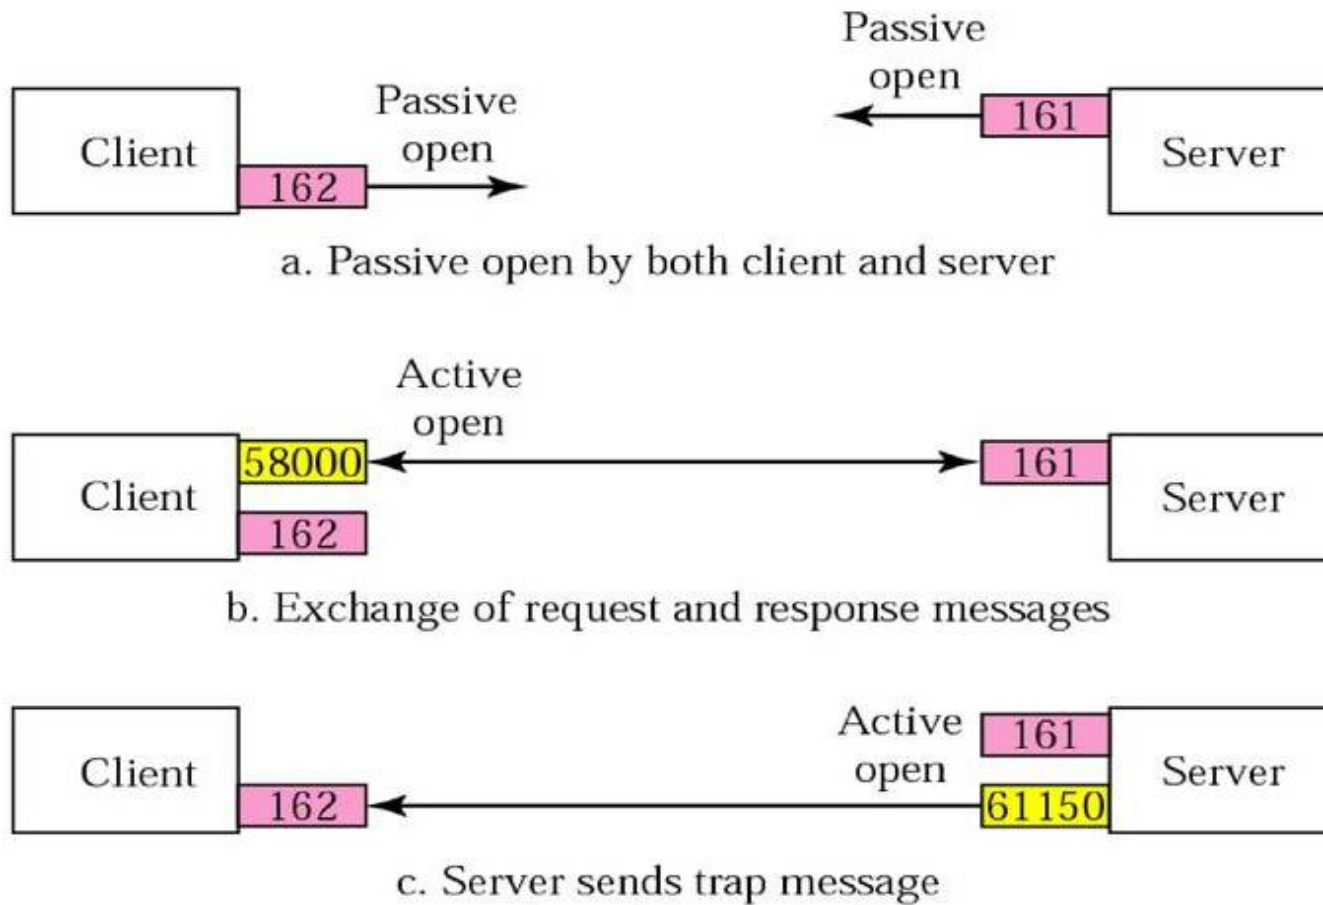 Passive
open
161
Passive
open
Client
162
Server
a. Passive open by both client and server
Active
open
58000
161
Client
162
Server
b. Exchange of request and response messages
Active
open
161
Client
Server
162
61150
c. Server sends trap message